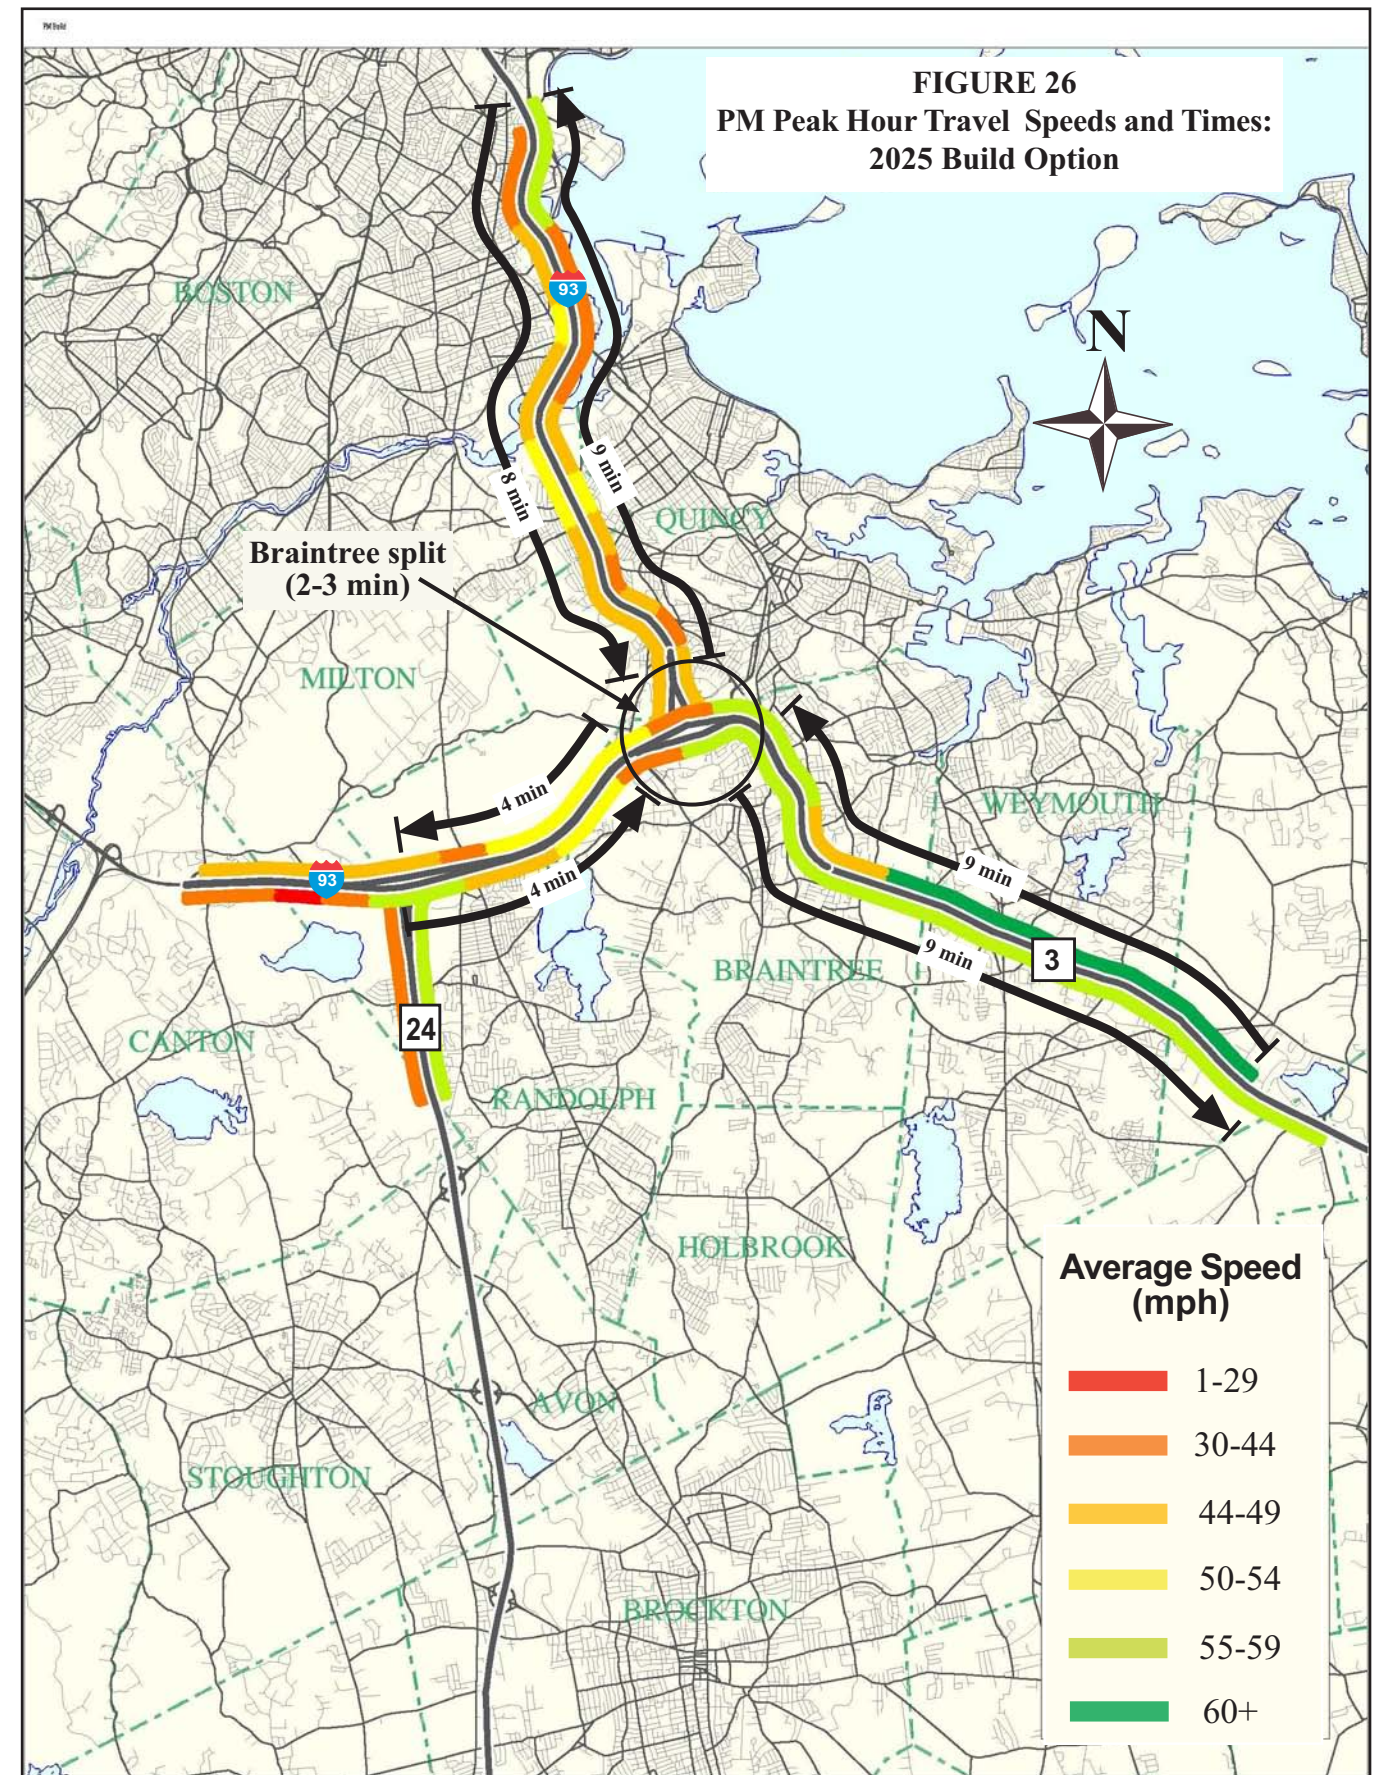 PM Build
FIGURE 26
PM Peak Hour Travel Speeds and Times:
2025 Build Option
BOSTON
93
N
8 min
9 min
QUINCY
Braintree split
(2-3 min)
MILTON
4 min
WEYMOUTH
9 min
93
4 min
9 min
3
BRAINTREE
24
CANTON
RANDOLPH
HOLBROOK
Average Speed
(mph)
1-29
AVON
30-44
STOUGHTON
44-49
50-54
BROCKTON
55-59
60+